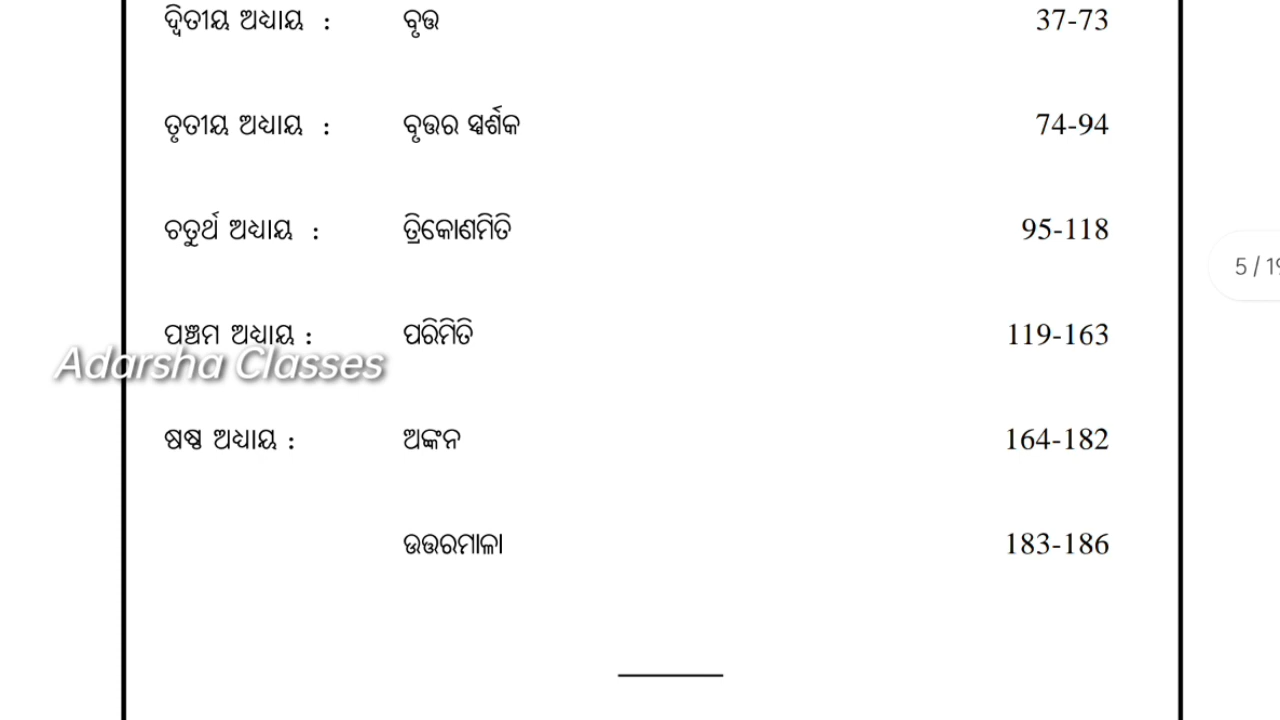 ଦ୍ୱିତୀୟ ଅଧ୍ୟାୟ : ବୃତ୍ତ 37-73
ତୃତୀୟ ଅଧ୍ୟାୟ : ବୃତ୍ତର ସ୍ପର୍ଶକ 74-94
ଚତୁର୍ଥ ଅଧ୍ୟାୟ : ତ୍ରିକୋଣମିତି 95-118
5 / 19
ପଞ୍ଚମ ଅଧ୍ୟାୟ : ପରିମିତି 119-163
Adarsha Classes
ଷଷ୍ଠ ଅଧ୍ୟାୟ : ଅଙ୍କନ 164-182
ଉତ୍ତରମାଳା 183-186